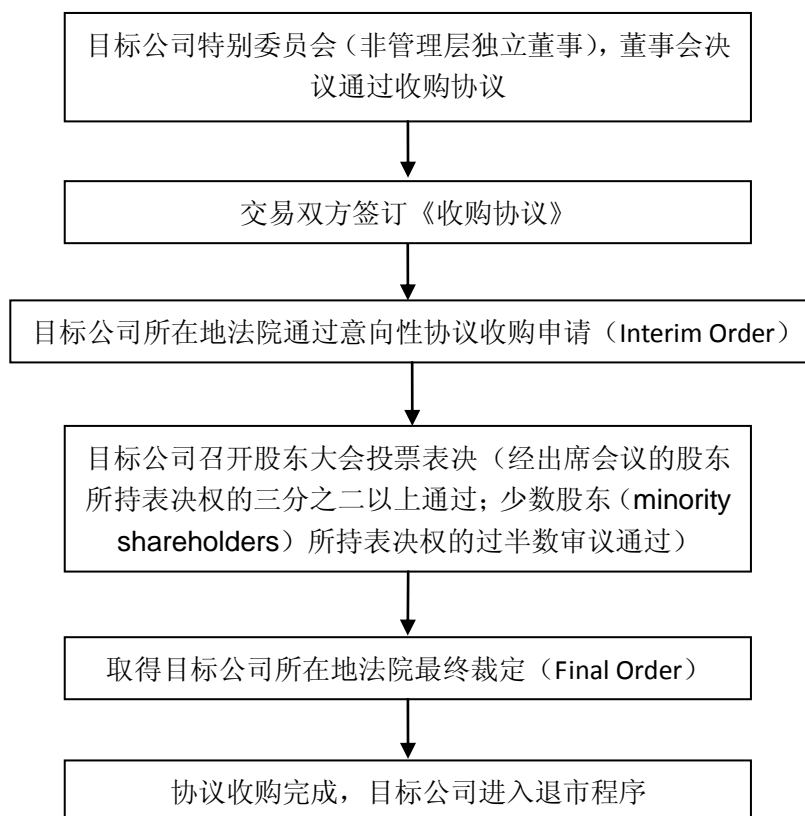 目标公司特别委员会（非管理层独立董事），董事会决
议通过收购协议
交易双方签订《收购协议》
目标公司所在地法院通过意向性协议收购申请（Interim Order）
目标公司召开股东大会投票表决（经出席会议的股东
所持表决权的三分之二以上通过；少数股东（minority
shareholders）所持表决权的过半数审议通过）
取得目标公司所在地法院最终裁定（Final Order）
协议收购完成，目标公司进入退市程序